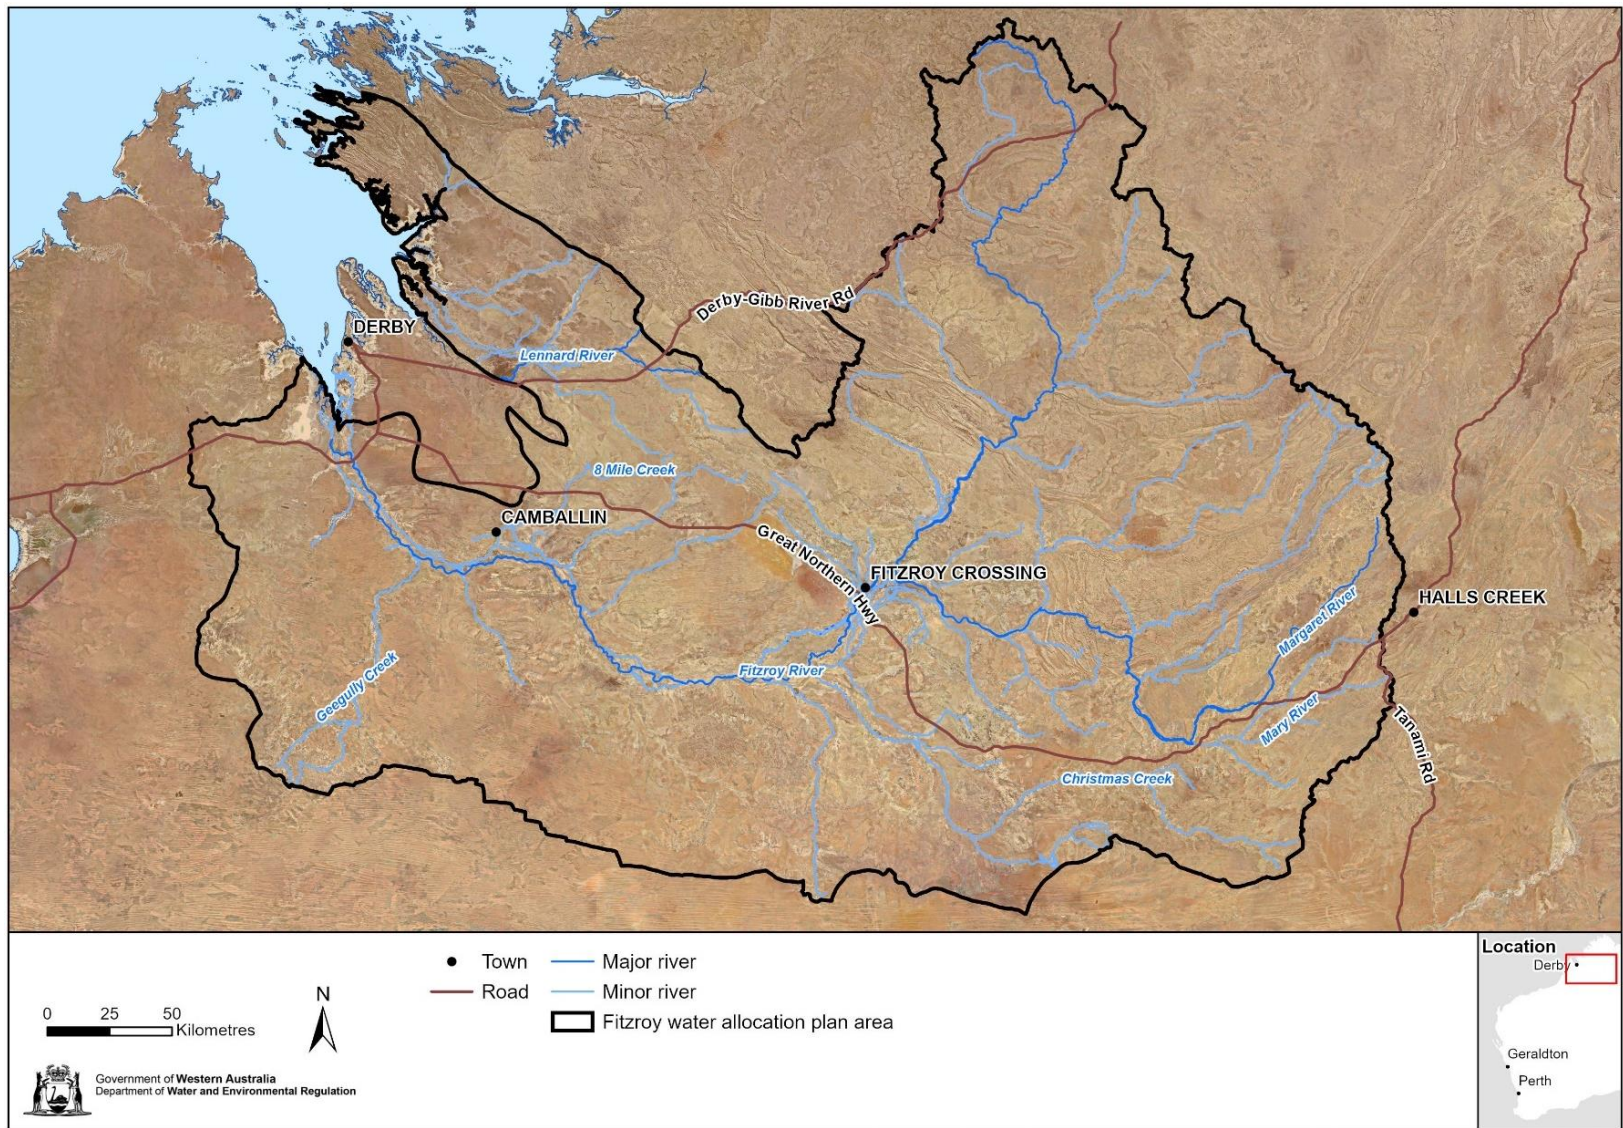 Derby-Gibb River Rd
DERBY
Lennard River
8 Mile Creek
CAMBALLIN
Great Northern Hwy
FITZROY CROSSING
HALLS CREEK
Margaret River
Fitzroy River
Geegully Creek
Mary River
Tanami Rd
Christmas Creek
Town
Road
Major river
Minor river
Fitzroy water allocation plan area
N
0 25 50
Kilometres
Government of Western Australia
Department of Water and Environmental Regulation
Location
Derby
Geraldton
Perth